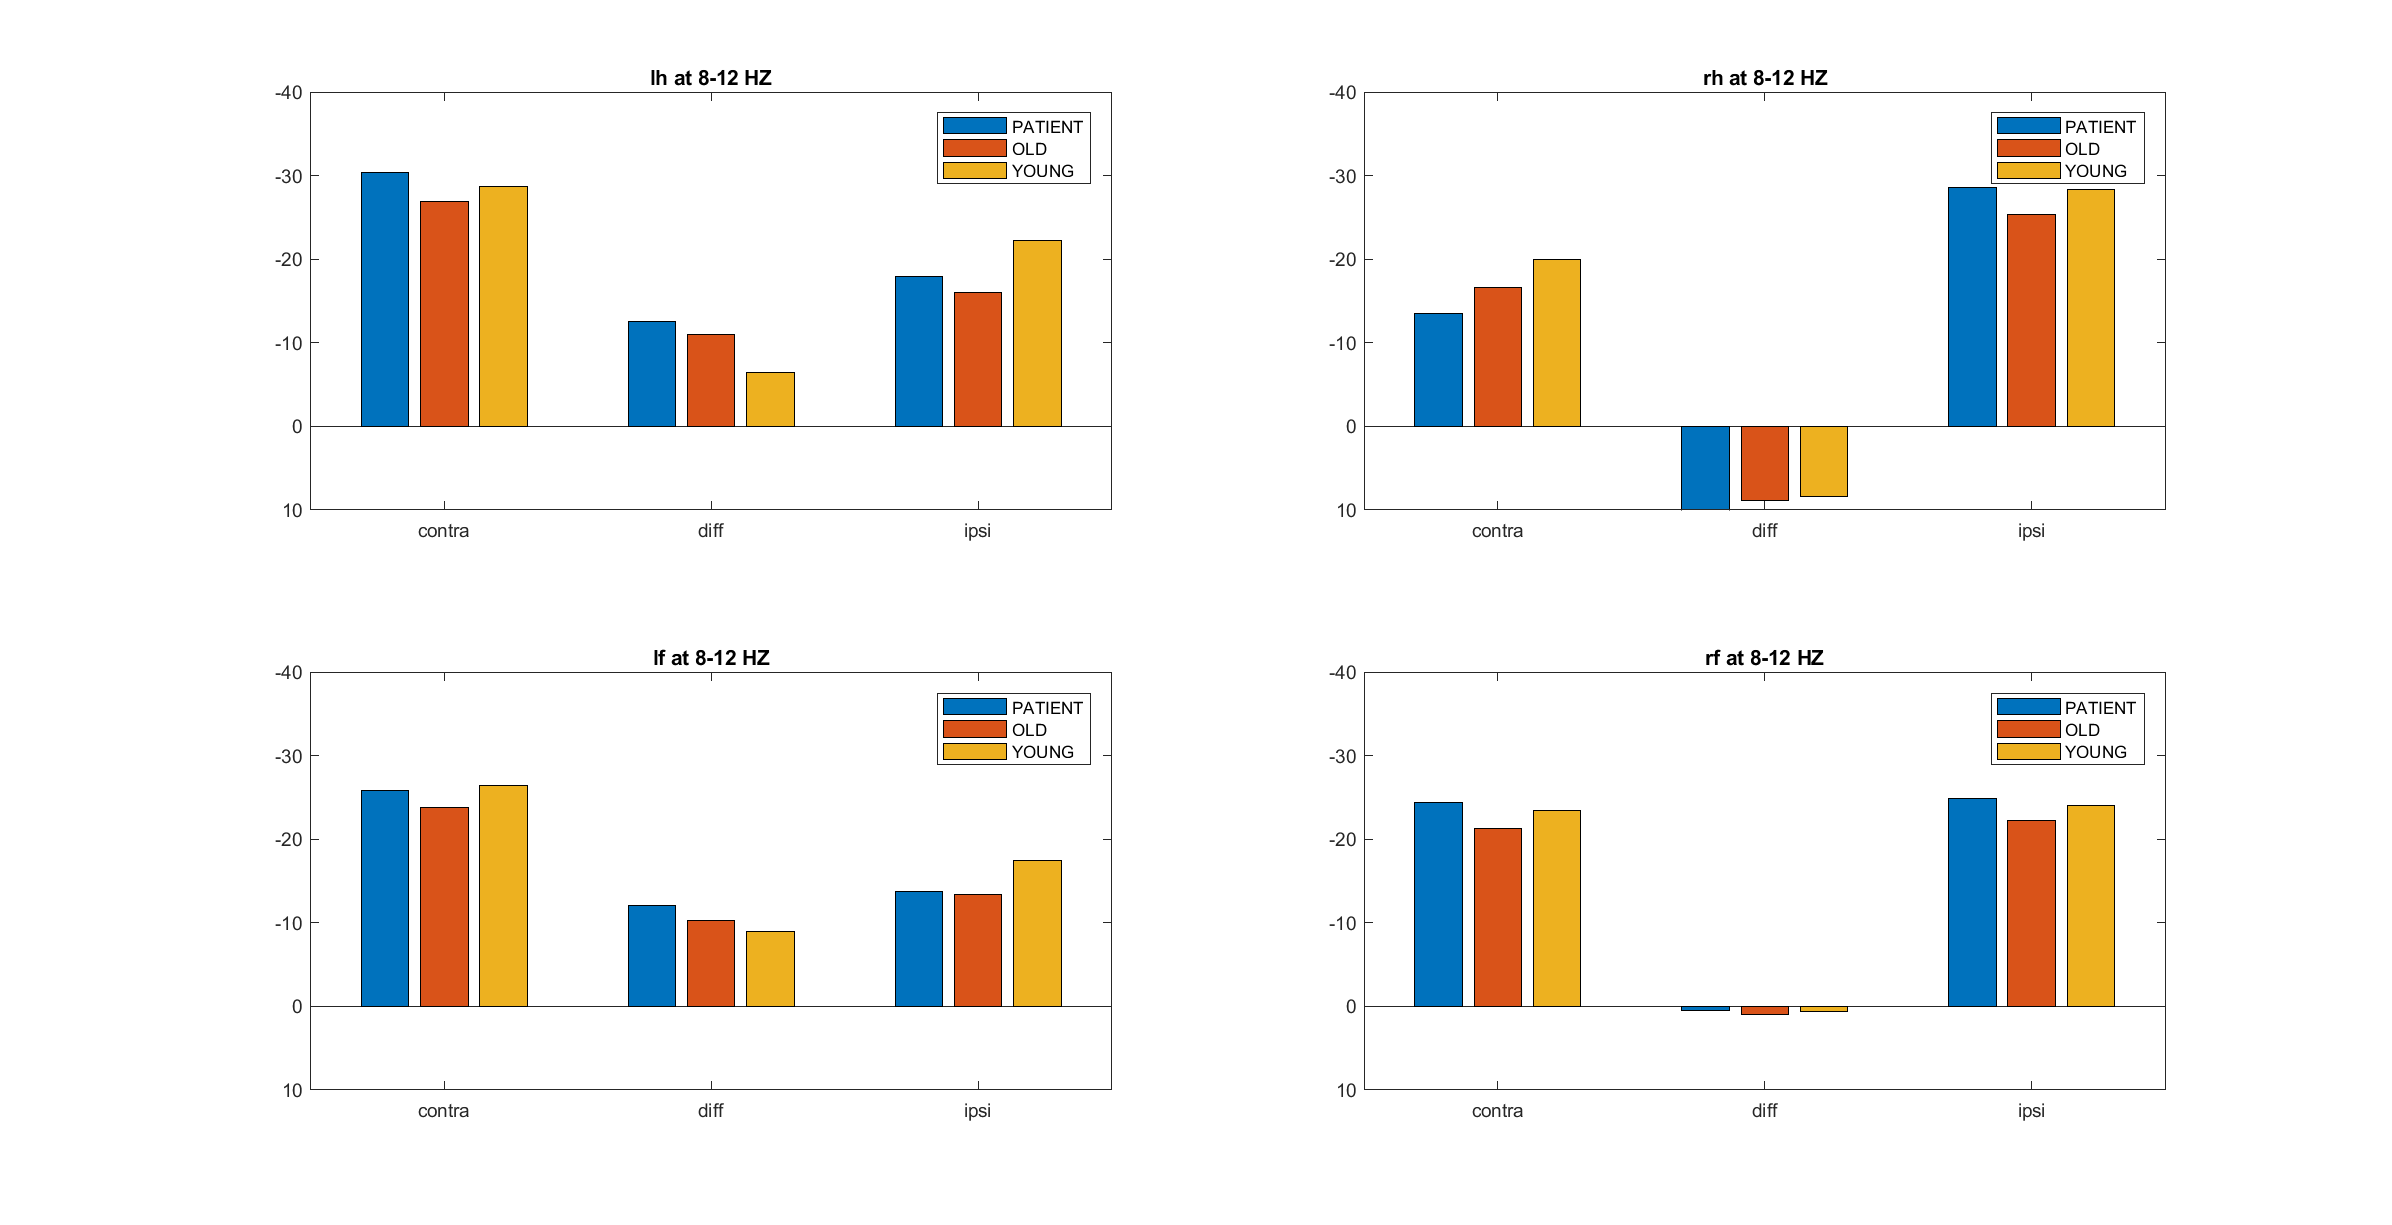 lh at 8-12 HZ
-40
-30
-20
-10
0
10
contra
diff
ipsi
PATIENT
OLD
YOUNG
rh at 8-12 HZ
-40
-30
-20
-10
0
10
contra
diff
ipsi
PATIENT
OLD
YOUNG
lf at 8-12 HZ
-40
-30
-20
-10
0
10
contra
diff
ipsi
PATIENT
OLD
YOUNG
rf at 8-12 HZ
-40
-30
-20
-10
0
10
contra
diff
ipsi
PATIENT
OLD
YOUNG